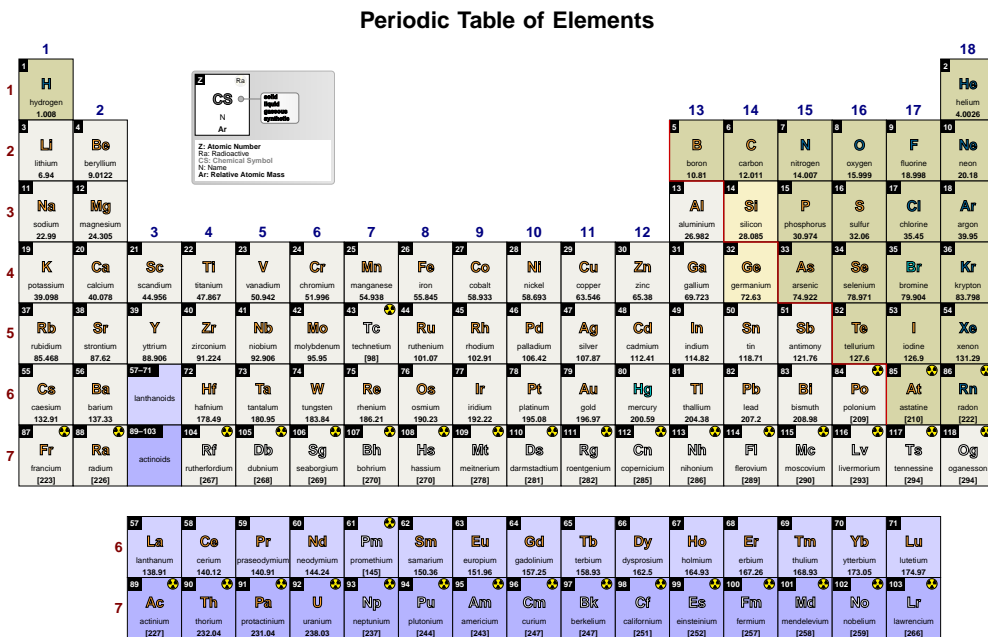 Periodic Table of Elements
1 18
1 2
1 H He
hydrogen helium
1.008 4.0026
Z Ra
CS
N
Ar
solid
liquid
gaseous
synthetic
Z: Atomic Number
Ra: Radioactive
CS: Chemical Symbol
N: Name
Ar: Relative Atomic Mass
2 13 14 15 16 17
3 4 5 6 7 8 9 10
2 Li Be B C N O F Ne
lithium beryllium boron carbon nitrogen oxygen fluorine neon
6.94 9.0122 10.81 12.011 14.007 15.999 18.998 20.18
11 12 13 14 15 16 17 18
3 Na Mg Al Si P S Cl Ar
sodium magnesium aluminium silicon phosphorus sulfur chlorine argon
22.99 24.305 26.982 28.085 30.974 32.06 35.45 39.95
3 4 5 6 7 8 9 10 11 12
19 20 21 22 23 24 25 26 27 28 29 30 31 32 33 34 35 36
4 K Ca Sc Ti V Cr Mn Fe Co Ni Cu Zn Ga Ge As Se Br Kr
potassium calcium scandium titanium vanadium chromium manganese iron cobalt nickel copper zinc gallium germanium arsenic selenium bromine krypton
39.098 40.078 44.956 47.867 50.942 51.996 54.938 55.845 58.933 58.693 63.546 65.38 69.723 72.63 74.922 78.971 79.904 83.798
37 38 39 40 41 42 43 44 45 46 47 48 49 50 51 52 53 54
5 Rb Sr Y Zr Nb Mo Tc Ru Rh Pd Ag Cd In Sn Sb Te I Xe
rubidium strontium yttrium zirconium niobium molybdenum technetium ruthenium rhodium palladium silver cadmium indium tin antimony tellurium iodine xenon
85.468 87.62 88.906 91.224 92.906 95.95 [98] 101.07 102.91 106.42 107.87 112.41 114.82 118.71 121.76 127.6 126.9 131.29
55 56 57–71 72 73 74 75 76 77 78 79 80 81 82 83 84 85 86
6 Cs Ba lanthanoids Hf Ta W Re Os Ir Pt Au Hg Tl Pb Bi Po At Rn
caesium barium hafnium tantalum tungsten rhenium osmium iridium platinum gold mercury thallium lead bismuth polonium astatine radon
132.91 137.33 178.49 180.95 183.84 186.21 190.23 192.22 195.08 196.97 200.59 204.38 207.2 208.98 [209] [210] [222]
87 88 89–103 104 105 106 107 108 109 110 111 112 113 114 115 116 117 118
7 Fr Ra actinoids Rf Db Sg Bh Hs Mt Ds Rg Cn Nh Fl Mc Lv Ts Og
francium radium rutherfordium dubnium seaborgium bohrium hassium meitnerium darmstadtium roentgenium copernicium nihonium flerovium moscovium livermorium tennessine oganesson
[223] [226] [267] [268] [269] [270] [270] [278] [281] [282] [285] [286] [289] [290] [293] [294] [294]
57 58 59 60 61 62 63 64 65 66 67 68 69 70 71
6 La Ce Pr Nd Pm Sm Eu Gd Tb Dy Ho Er Tm Yb Lu
lanthanum cerium praseodymium neodymium promethium samarium europium gadolinium terbium dysprosium holmium erbium thulium ytterbium lutetium
138.91 140.12 140.91 144.24 [145] 150.36 151.96 157.25 158.93 162.5 164.93 167.26 168.93 173.05 174.97
89 90 91 92 93 94 95 96 97 98 99 100 101 102 103
7 Ac Th Pa U Np Pu Am Cm Bk Cf Es Fm Md No Lr
actinium thorium protactinium uranium neptunium plutonium americium curium berkelium californium einsteinium fermium mendelevium nobelium lawrencium
[227] 232.04 231.04 238.03 [237] [244] [243] [247] [247] [251] [252] [257] [258] [259] [266]